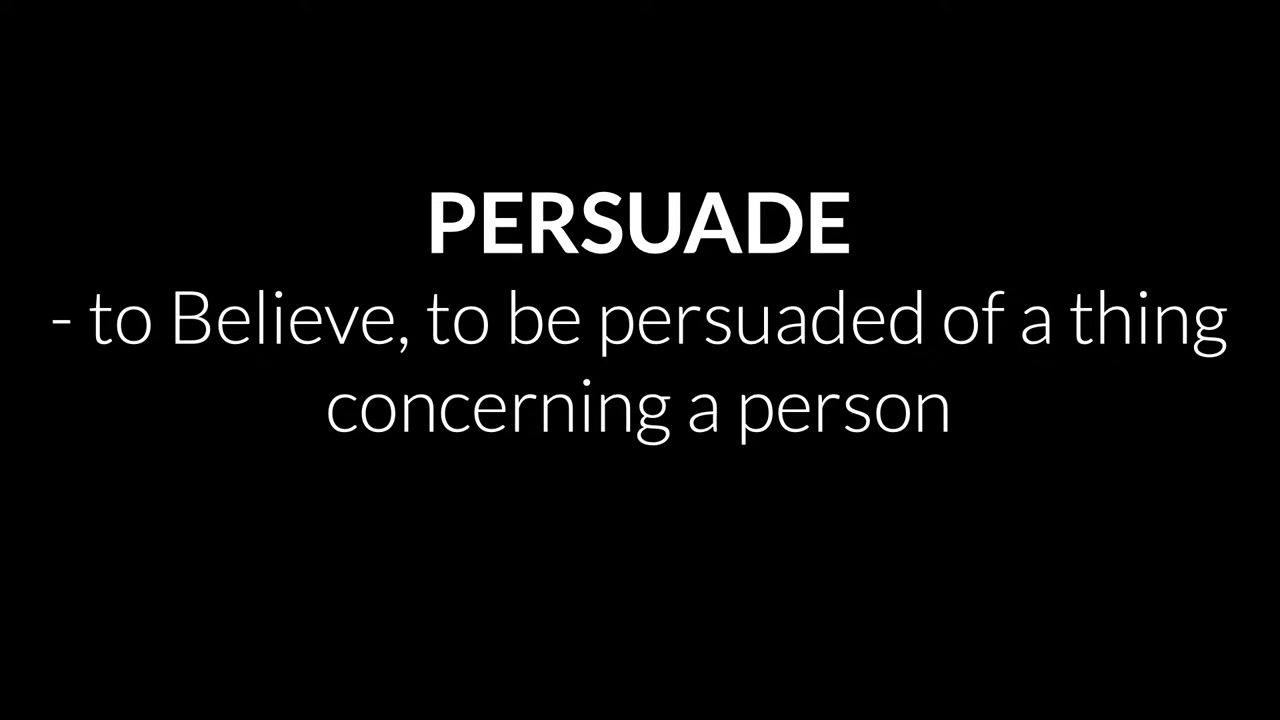 PERSUADE
- to Believe, to be persuaded of a thing
concerning a person